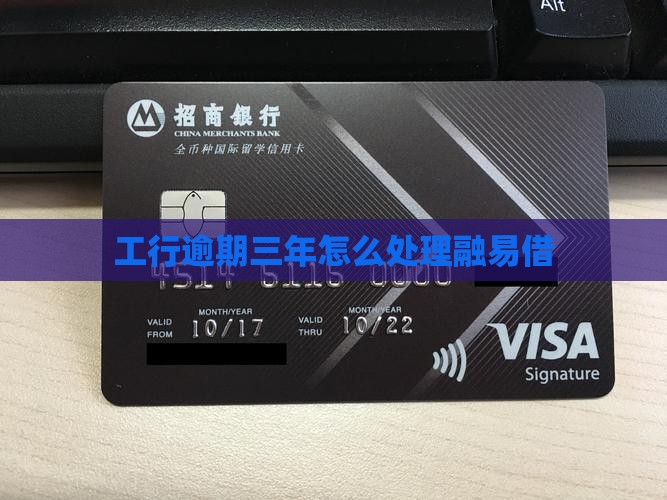 Alt
招商銀行
CHINA MERCHANTS BANK
全币种国际留学信用卡
工行逾期三年怎么处理融易借
MONTH/YEAR MONTH/YEAR
VALID FROM 10/17 VALID THRU 10/22
VISA
Signature